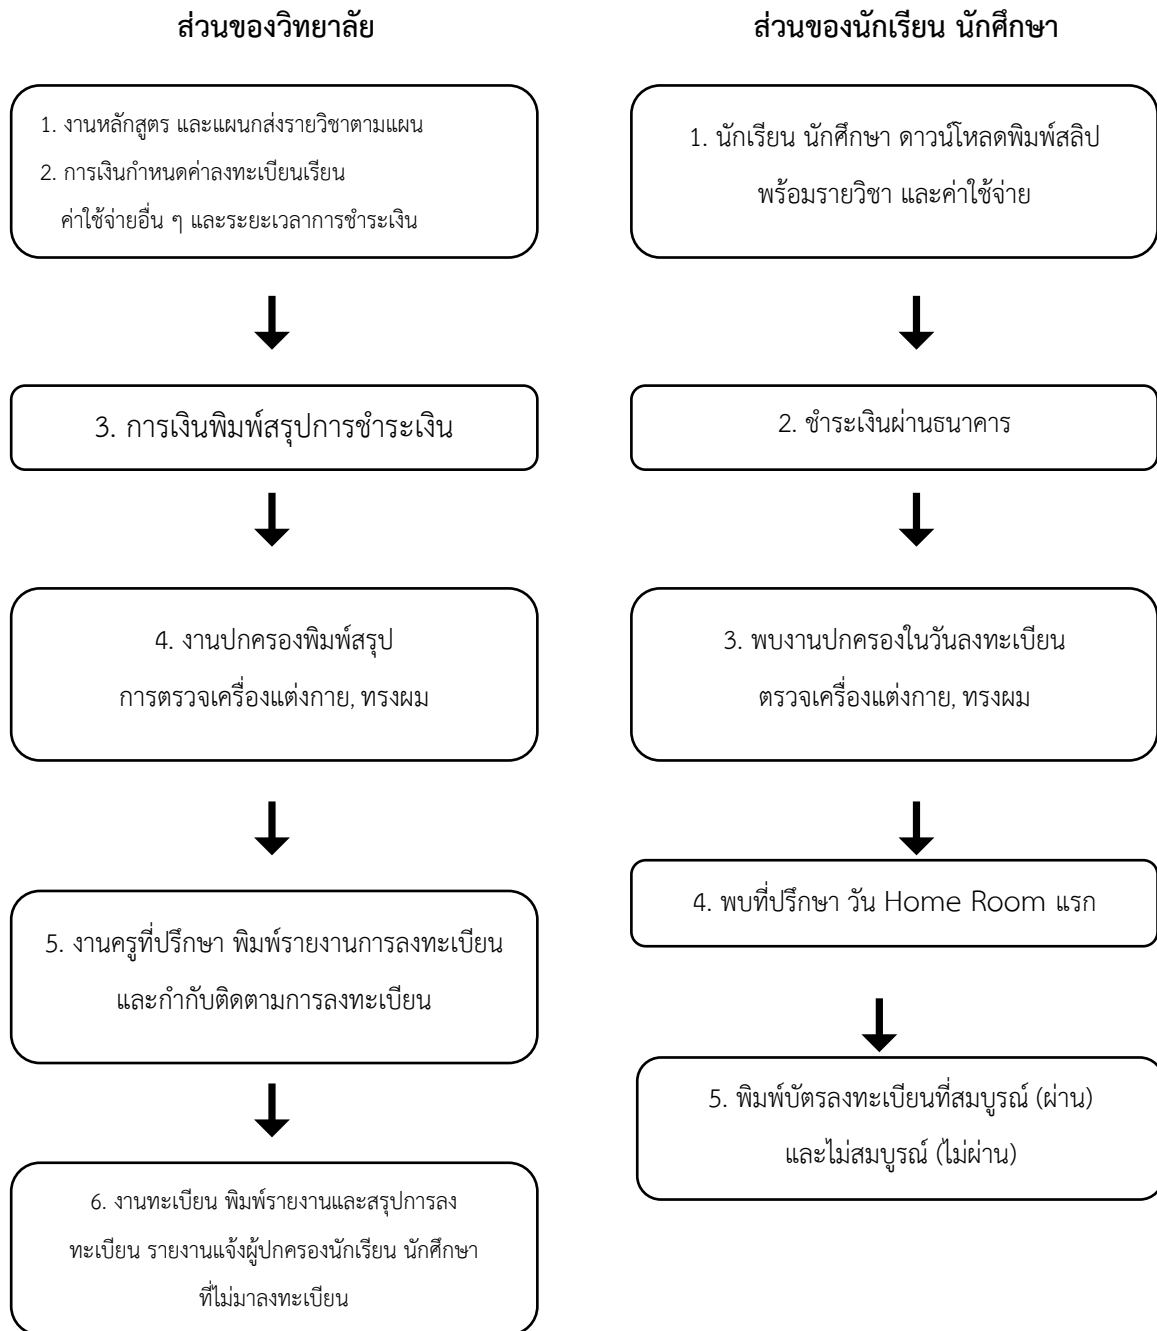 ส่วนของวิทยาลัย
1. งานหลักสูตร และแผนกส่งรายวิชาตามแผน
2. การเงินกำหนดค่าลงทะเบียนเรียน
ค่าใช้จ่ายอื่น ๆ และระยะเวลาการชำระเงิน
3. การเงินพิมพ์สรุปการชำระเงิน
4. งานปกครองพิมพ์สรุป
การตรวจเครื่องแต่งกาย, ทรงผม
5. งานครูที่ปรึกษา พิมพ์รายงานการลงทะเบียน
และกำกับติดตามการลงทะเบียน
6. งานทะเบียน พิมพ์รายงานและสรุปการลง
ทะเบียน รายงานแจ้งผู้ปกครองนักเรียน นักศึกษา
ที่ไม่มาลงทะเบียน
ส่วนของนักเรียน นักศึกษา
1. นักเรียน นักศึกษา ดาวน์โหลดพิมพ์สลิป
พร้อมรายวิชา และค่าใช้จ่าย
2. ชำระเงินผ่านธนาคาร
3. พบงานปกครองในวันลงทะเบียน
ตรวจเครื่องแต่งกาย, ทรงผม
4. พบที่ปรึกษา วัน Home Room แรก
5. พิมพ์บัตรลงทะเบียนที่สมบูรณ์ (ผ่าน)
และไม่สมบูรณ์ (ไม่ผ่าน)